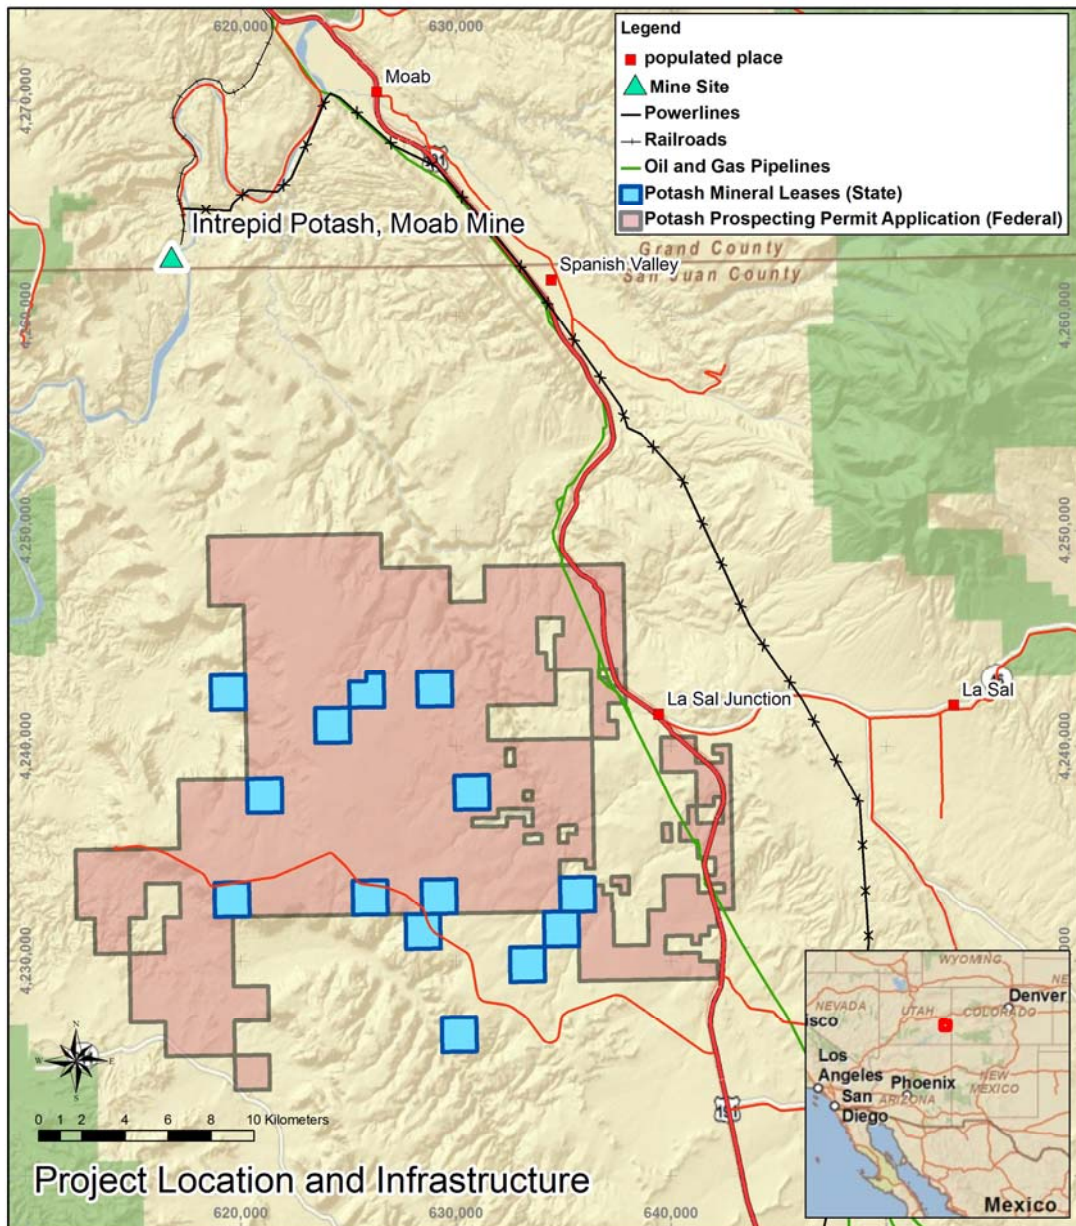 620,000
630,000
Legend
populated place
Mine Site
Powerlines
Railroads
Oil and Gas Pipelines
Potash Mineral Leases (State)
Potash Prospecting Permit Application (Federal)
Moab
4,270,000
Intrepid Potash, Moab Mine
Grand County
San Juan County
Spanish Valley
4,260,000
4,260,000
4,250,000
4,250,000
La Sal Junction
La Sal
4,240,000
4,240,000
4,230,000
N
W
E
S
0 1 2 4 6 8 10 Kilometers
191
Project Location and Infrastructure
620,000
630,000
640,000
WYOMING
NEVADA
UTAH
COLORADO
Denver
isco
Los
Angeles
Phoenix
ARIZONA
NEW
MEXICO
San
Diego
Mexico